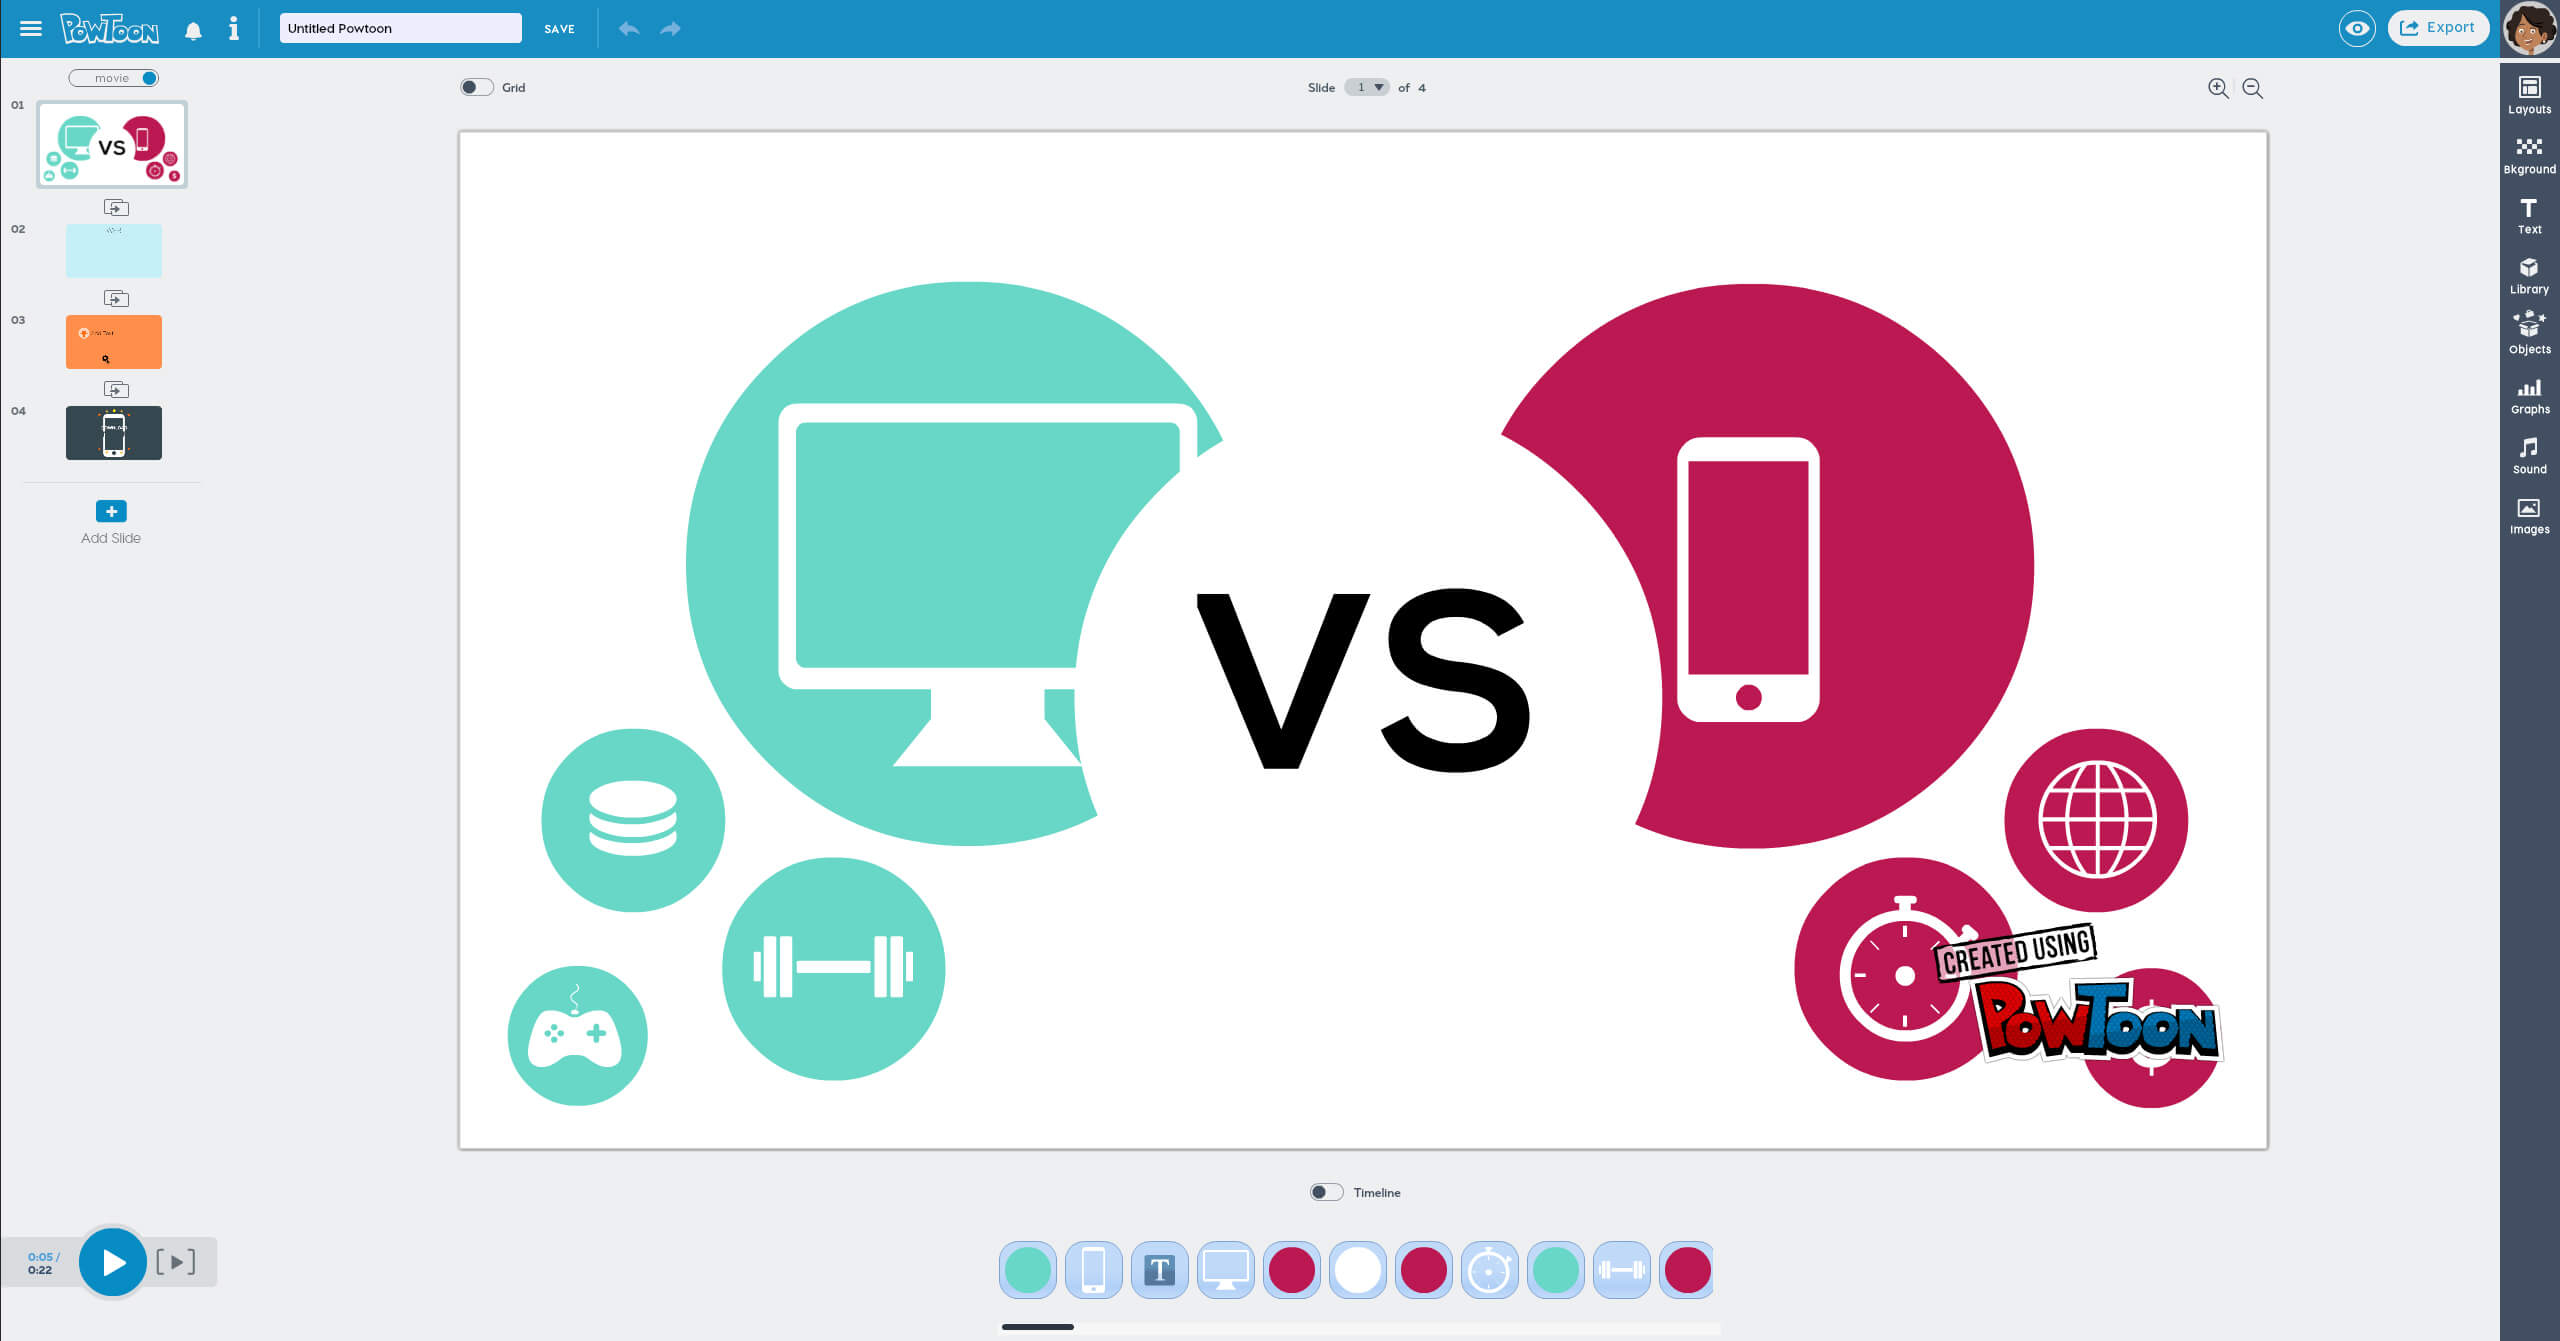 POWTOON
i
Untitled Powtoon
SAVE
Export
movie
Grid
Slide 1 of 4
01
VS
02
03
04
Add Slide
VS
CREATED USING
POWTOON
Layouts
Bkground
Text
Library
Objects
Graphs
Sound
Images
Timeline
0:05 /
0:22
T